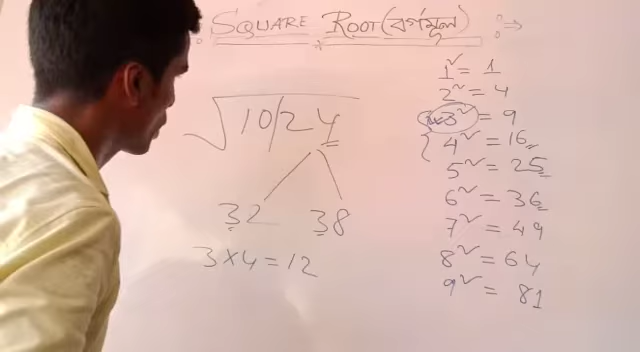 SQUARE ROOT (বর্গমূল) :⇒
√10/24
32 38
3×4=12
1² = 1
2² = 4
3² = 9
4² = 16
5² = 25
6² = 36
7² = 49
8² = 64
9² = 81